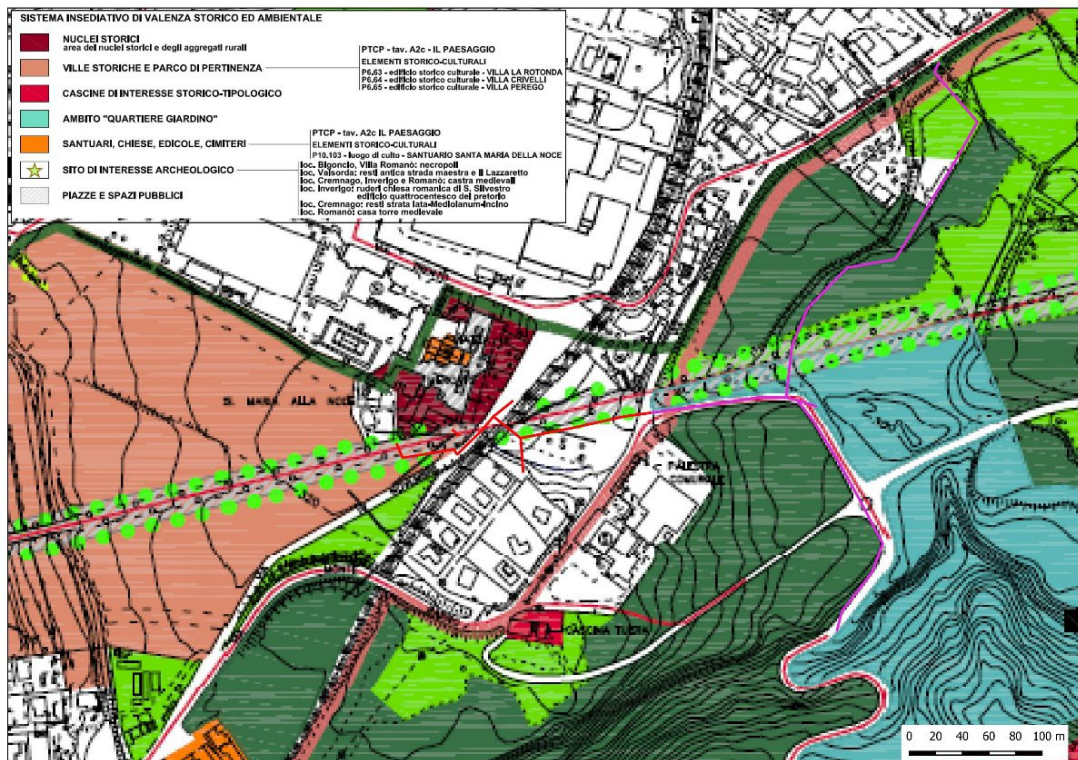 SISTEMA INSEDIATIVO DI VALENZA STORICO ED AMBIENTALE
NUCLEI STORICI
area dei nuclei storici e degli aggregati rurali
VILLE STORICHE E PARCO DI PERTINENZA
PTCP - tav. A2c - IL PAESAGGIO
ELEMENTI STORICO-CULTURALI
P6,63 - edificio storico culturale - VILLA LA ROTONDA
P6,64 - edificio storico culturale - VILLA CRIVELLI
P6,65 - edificio storico culturale - VILLA PEREGO
CASCINE DI INTERESSE STORICO-TIPOLOGICO
AMBITO "QUARTIERE GIARDINO"
SANTUARI, CHIESE, EDICOLE, CIMITERI
PTCP - tav. A2c IL PAESAGGIO
ELEMENTI STORICO-CULTURALI
P10.103 - luogo di culto - SANTUARIO SANTA MARIA DELLA NOCE
SITO DI INTERESSE ARCHEOLOGICO
loc. Bigoncio, Villa Romanò: necropoli
loc. Valsorda: resti antica strada maestra e il Lazzaretto
loc. Cremnago, Inverigo e Romanò: castra medievali
loc. Inverigo: ruderi chiesa romanica di S. Silvestro
edificio quattrocentesco del pretorio
loc. Cremnago: resti strata lata-Mediolanum-Incino
loc. Romanò: casa torre medievale
PIAZZE E SPAZI PUBBLICI
MARIA ALLA NOCE
PALESTRA
COMUNALE
CASCINA TUERA
0 20 40 60 80 100 m